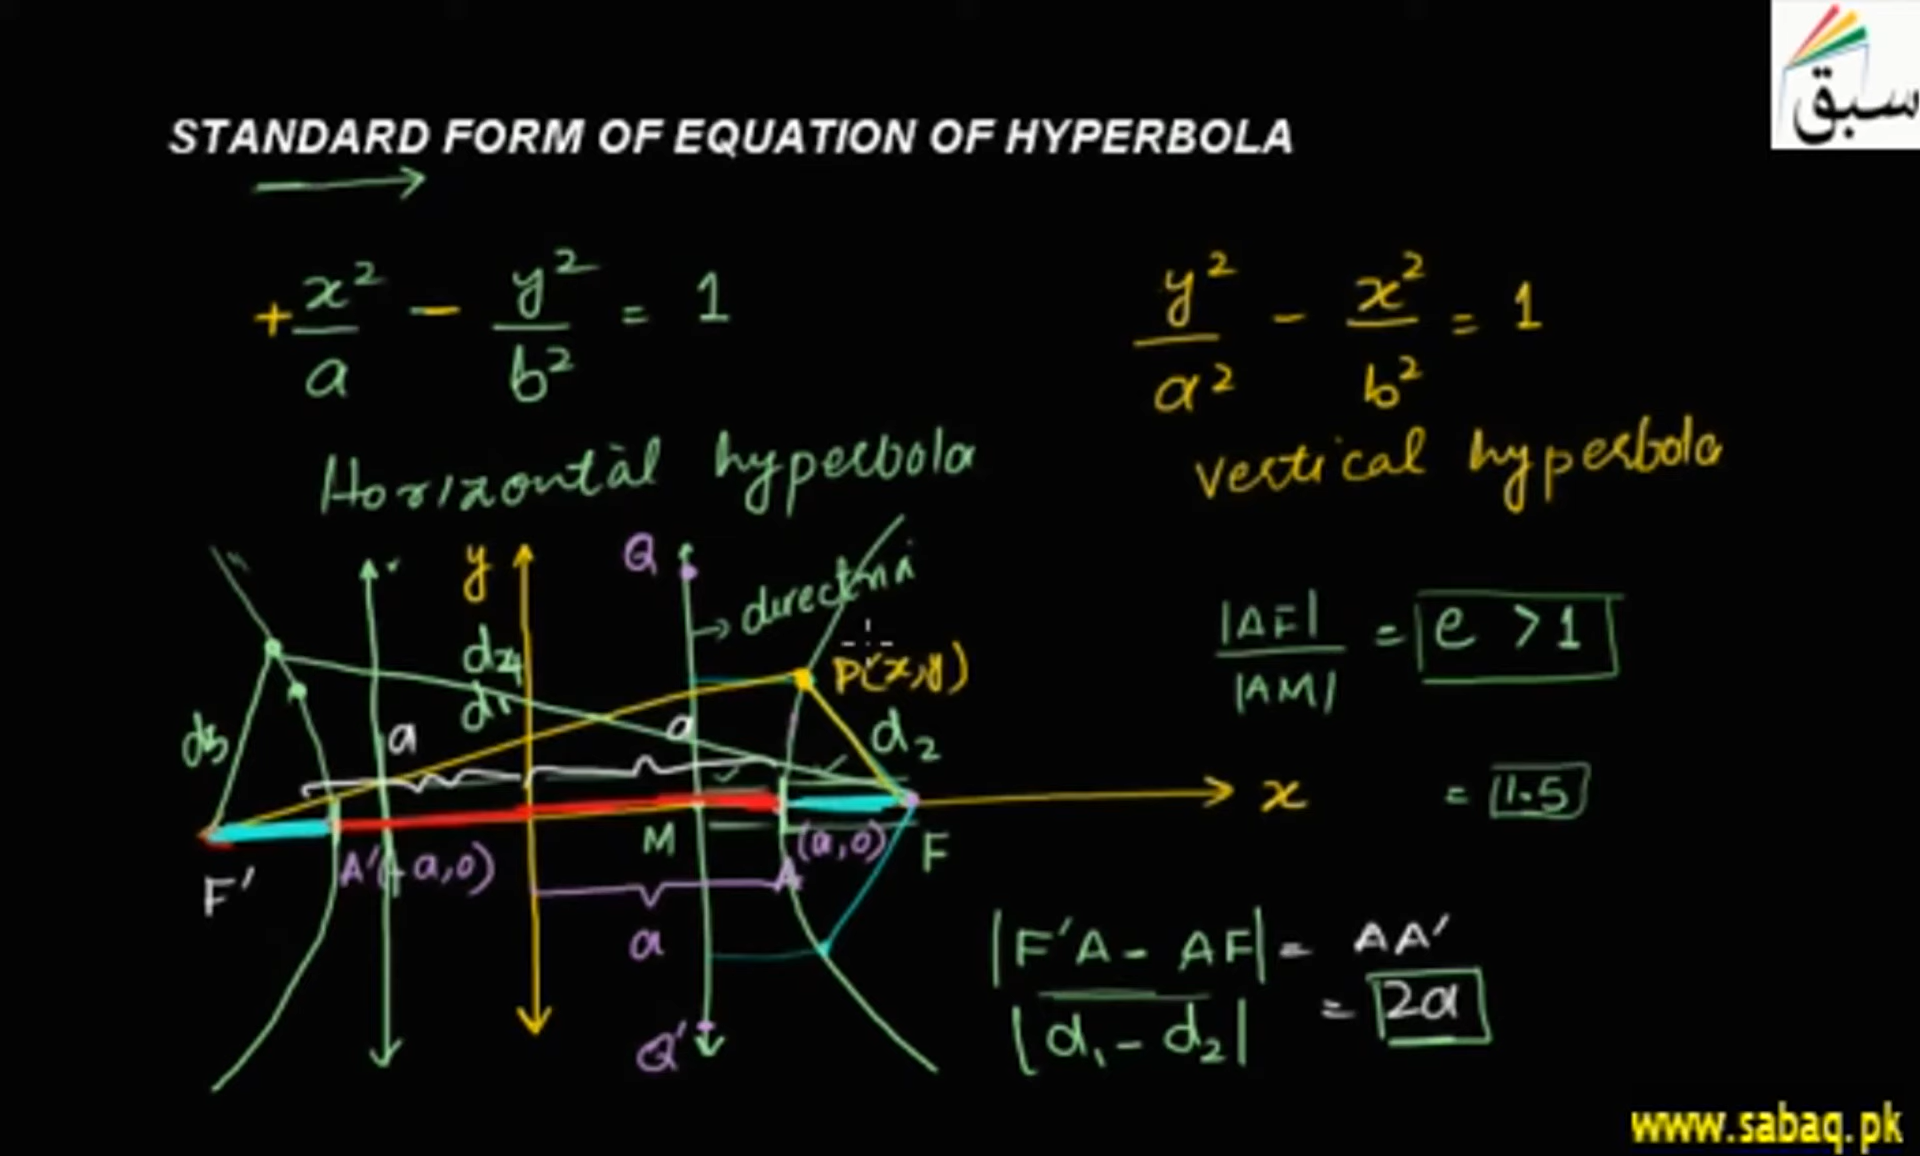 سبق
STANDARD FORM OF EQUATION OF HYPERBOLA
+x²/a - y²/b² = 1
y²/a² - x²/b² = 1
Horizontal hyperbola
vertical hyperbola
y
Q
directrix
|AF|/|AM| = e > 1
P(x,y)
d₁
d₂
a
a
x
= 1.5
M
(a,0)
F
F'
A'(-a,0)
A
a
|F'A - AF| = AA'
|d₁ - d₂| = 2a
Q'
www.sabaq.pk